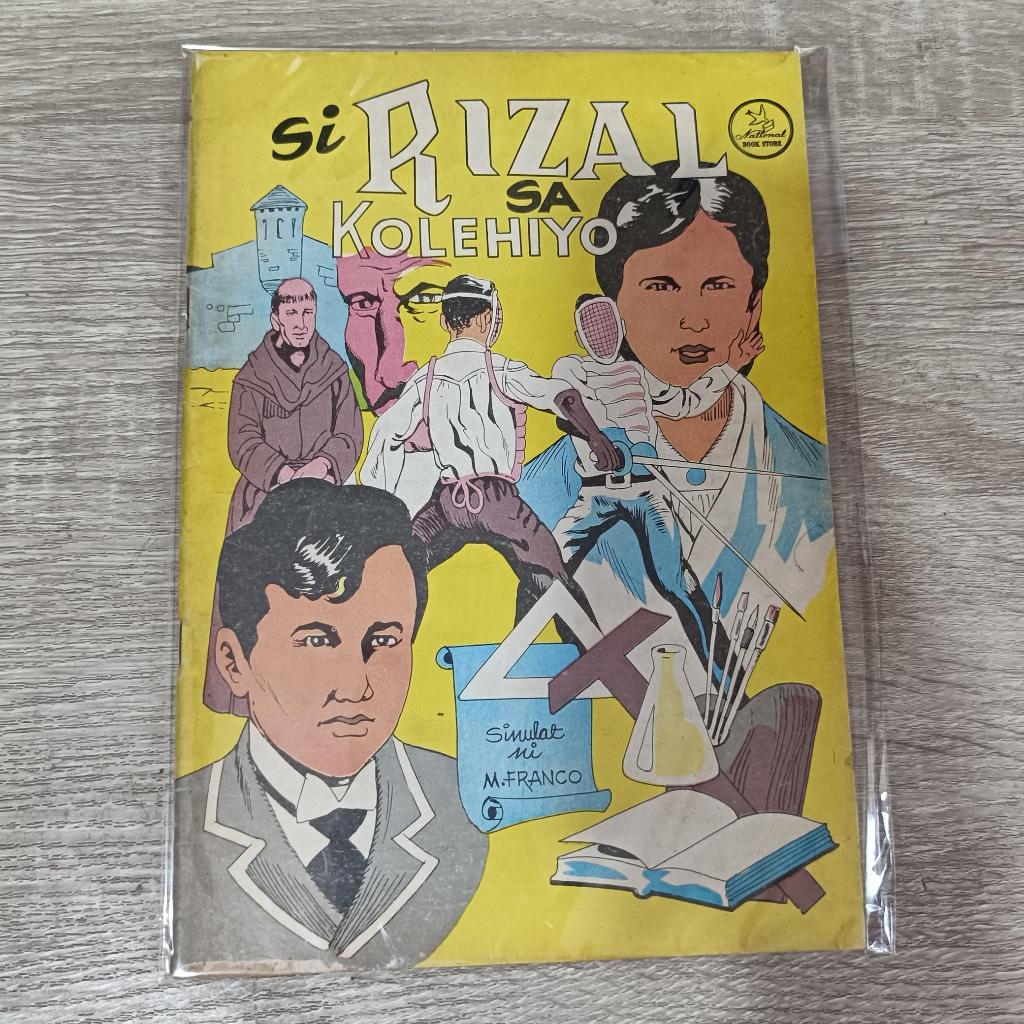 Si RIZAL
SA
KOLEHIYO
National
BOOK STORE
Sinulat
ni
M. FRANCO